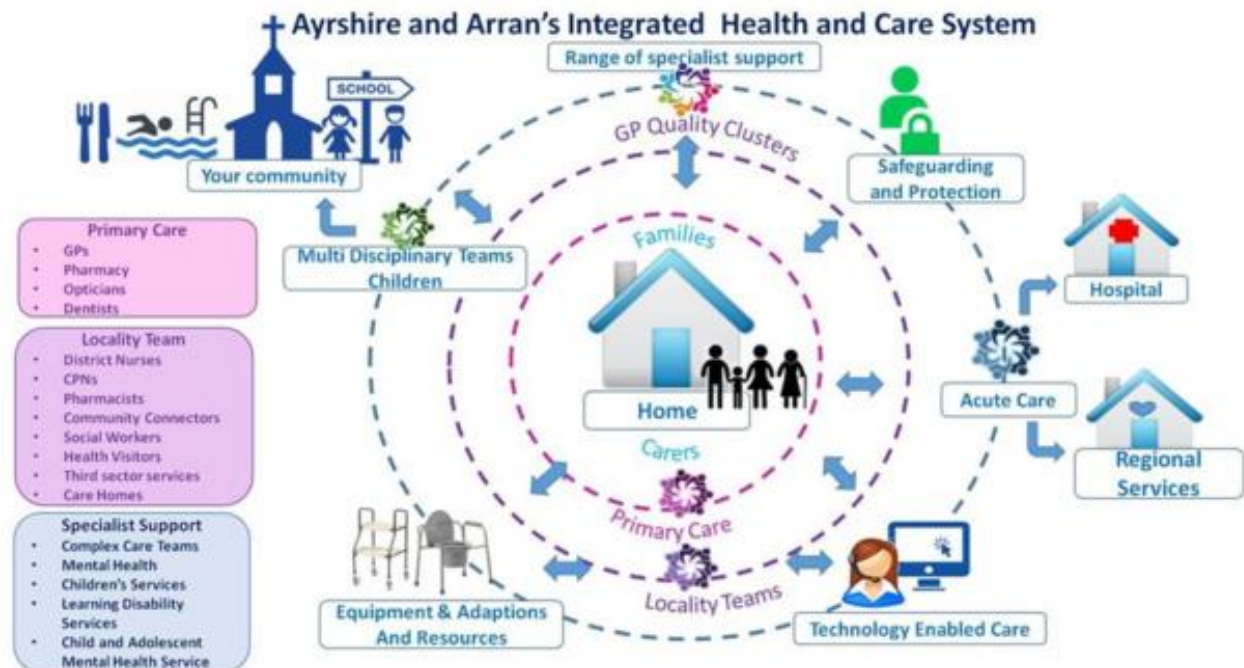 Ayrshire and Arran's Integrated Health and Care System
Range of specialist support
SCHOOL
GP Quality Clusters
Your community
Safeguarding
and Protection
Primary Care
• GPs
• Pharmacy
• Opticians
• Dentists
Multi Disciplinary Teams
Children
Families
Hospital
Locality Team
• District Nurses
• CPNs
• Pharmacists
• Community Connectors
• Social Workers
• Health Visitors
• Third sector services
• Care Homes
Home
Acute Care
Carers
Regional
Services
Primary Care
Specialist Support
• Complex Care Teams
• Mental Health
• Children's Services
• Learning Disability
Services
• Child and Adolescent
Mental Health Service
Locality Teams
Equipment & Adaptions
And Resources
Technology Enabled Care